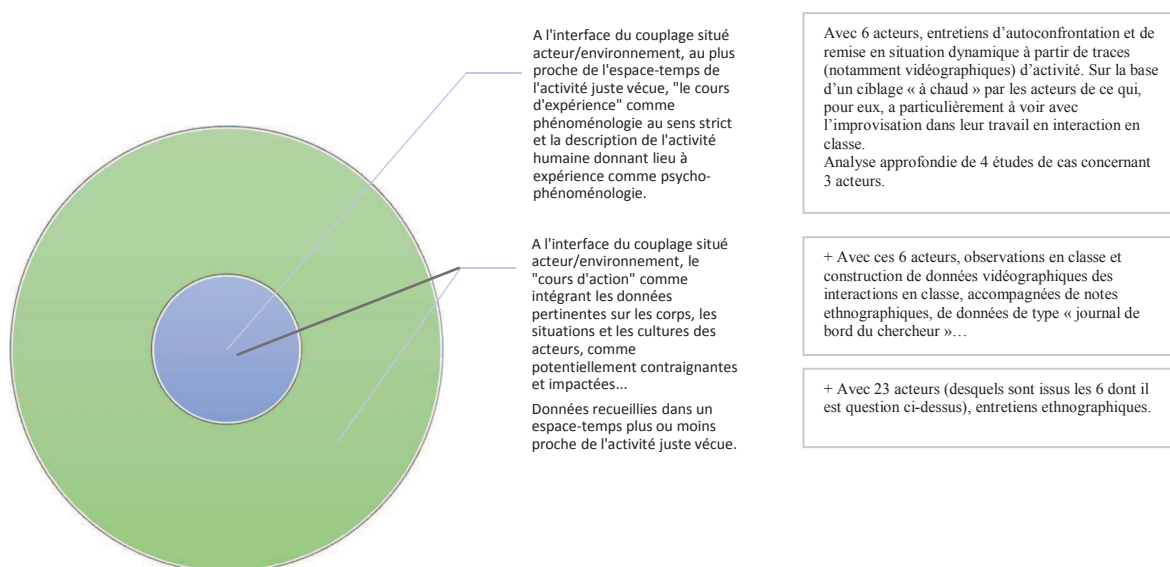 A l'interface du couplage situé
acteur/environnement, au plus
proche de l'espace-temps de
l'activité juste vécue, "le cours
d'expérience" comme
phénoménologie au sens strict
et la description de l'activité
humaine donnant lieu à
expérience comme psycho-
phénoménologie.
Avec 6 acteurs, entretiens d'autoconfrontation et de
remise en situation dynamique à partir de traces
(notamment vidéographiques) d'activité. Sur la base
d'un ciblage « à chaud » par les acteurs de ce qui,
pour eux, a particulièrement à voir avec
l'improvisation dans leur travail en interaction en
classe.
Analyse approfondie de 4 études de cas concernant
3 acteurs.
A l'interface du couplage situé
acteur/environnement, le
"cours d'action" comme
intégrant les données
pertinentes sur les corps, les
situations et les cultures des
acteurs, comme
potentiellement contraignantes
et impactées...
Données recueillies dans un
espace-temps plus ou moins
proche de l'activité juste vécue.
+ Avec ces 6 acteurs, observations en classe et
construction de données vidéographiques des
interactions en classe, accompagnées de notes
ethnographiques, de données de type « journal de
bord du chercheur »…
+ Avec 23 acteurs (desquels sont issus les 6 dont il
est question ci-dessus), entretiens ethnographiques.